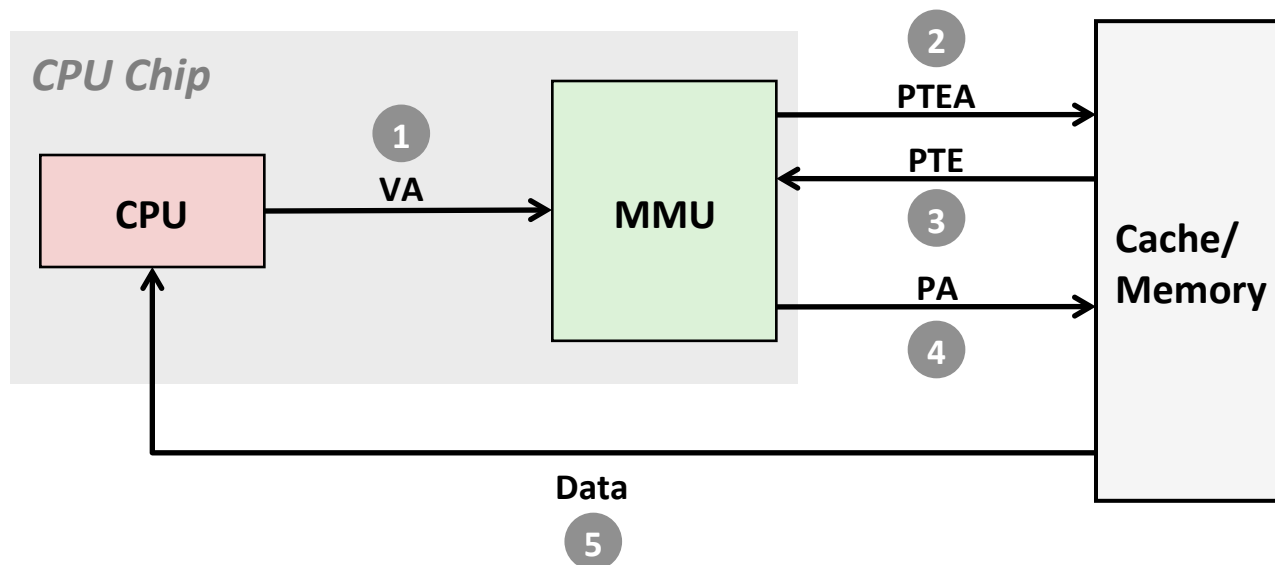 CPU Chip
2
PTEA
1
VA
CPU
MMU
PTE
3
PA
4
Cache/
Memory
Data
5